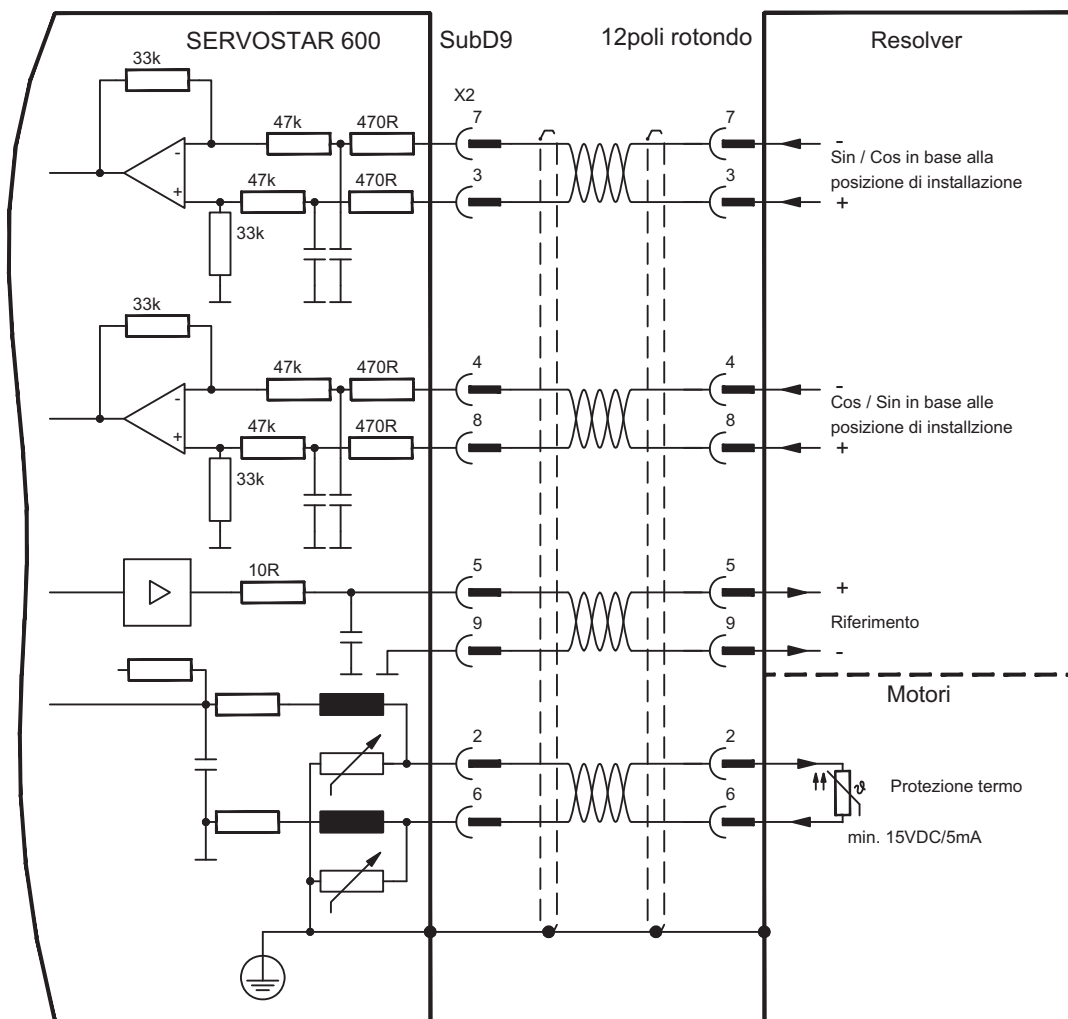 SERVOSTAR 600
SubD9
12poli rotondo
Resolver
33k
X2
47k
470R
7
7
-
Sin / Cos in base alla
posizione di installazione
-
+
47k
470R
3
3
+
33k
33k
47k
470R
4
4
-
Cos / Sin in base alle
posizione di installzione
-
+
47k
470R
8
8
+
33k
10R
5
5
+
Riferimento
9
9
-
Motori
2
2
ϑ
Protezione termo
6
6
min. 15VDC/5mA